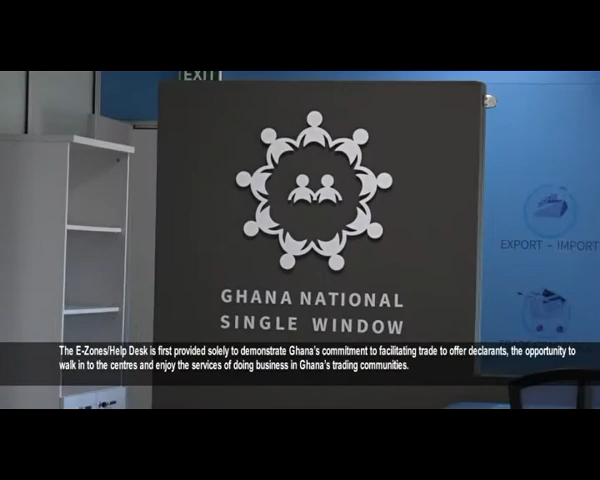 EXIT
GHANA NATIONAL
SINGLE WINDOW
EXPORT - IMPORT
The E-Zones/Help Desk is first provided solely to demonstrate Ghana's commitment to facilitating trade to offer declarants, the opportunity to
walk in to the centres and enjoy the services of doing business in Ghana's trading communities.